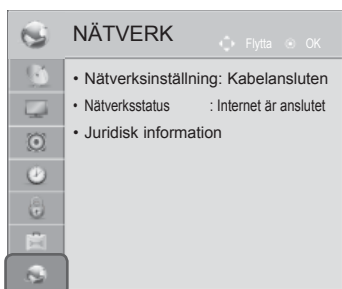 NÄTVERK
Flytta OK
• Nätverksinställning: Kabelansluten
• Nätverksstatus : Internet är anslutet
• Juridisk information